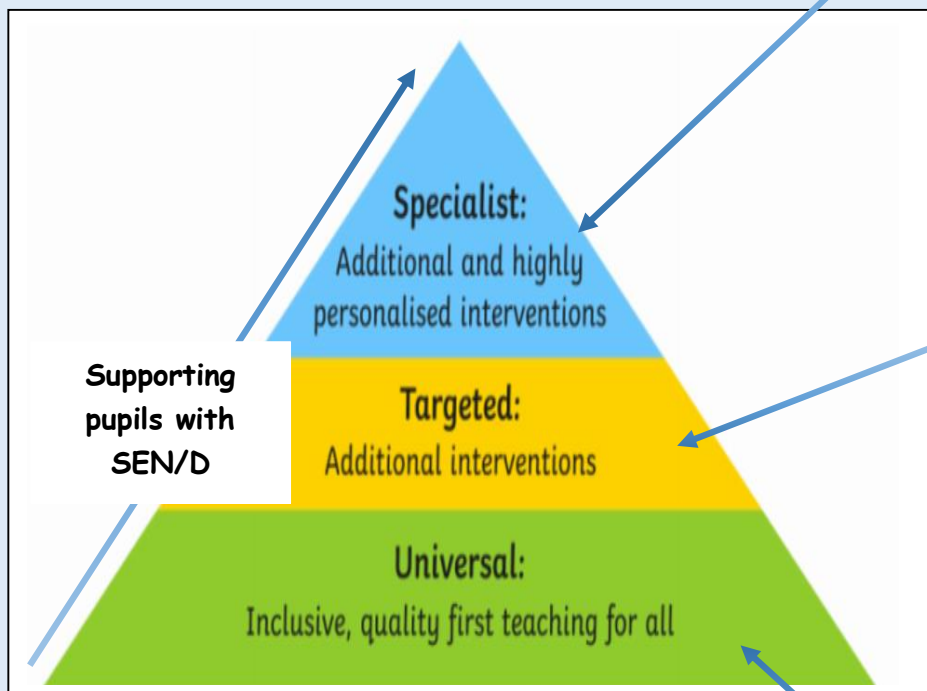 Specialist:
Additional and highly
personalised interventions
Supporting
pupils with
SEN/D
Targeted:
Additional interventions
Universal:
Inclusive, quality first teaching for all